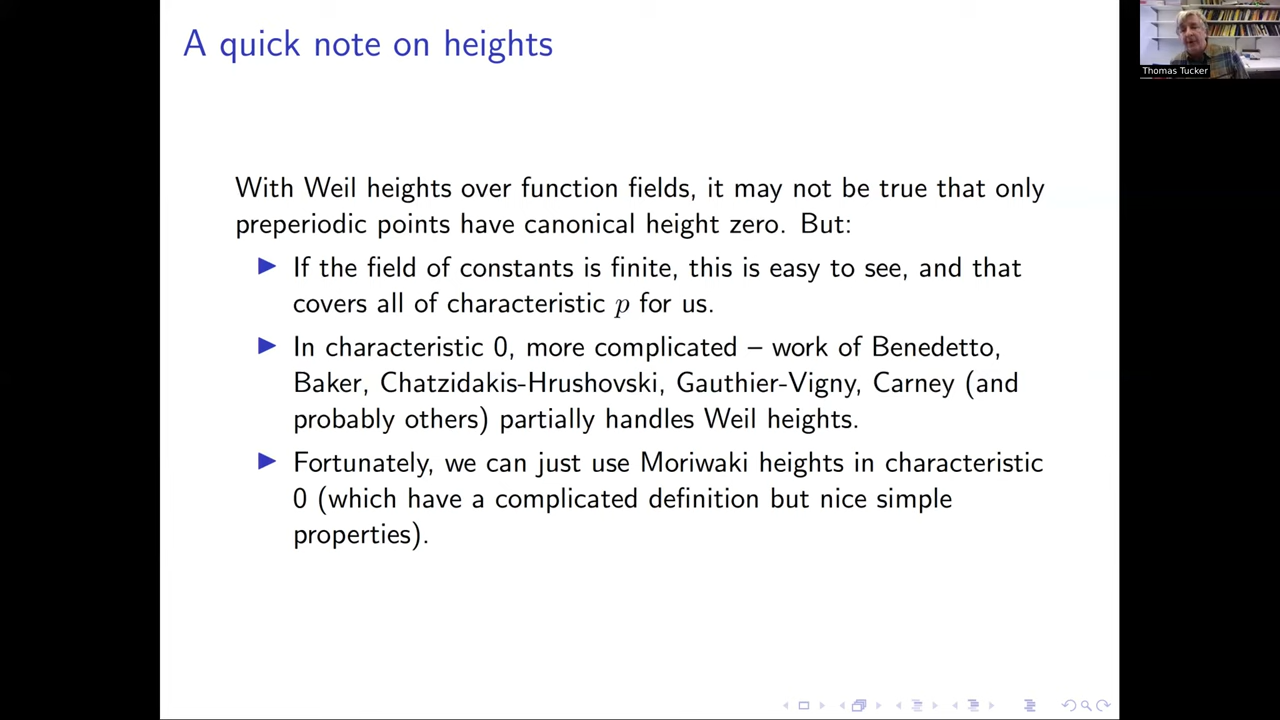 A quick note on heights
Thomas Tucker
With Weil heights over function fields, it may not be true that only
preperiodic points have canonical height zero. But:
▶ If the field of constants is finite, this is easy to see, and that
covers all of characteristic p for us.
▶ In characteristic 0, more complicated – work of Benedetto,
Baker, Chatzidakis-Hrushovski, Gauthier-Vigny, Carney (and
probably others) partially handles Weil heights.
▶ Fortunately, we can just use Moriwaki heights in characteristic
0 (which have a complicated definition but nice simple
properties).